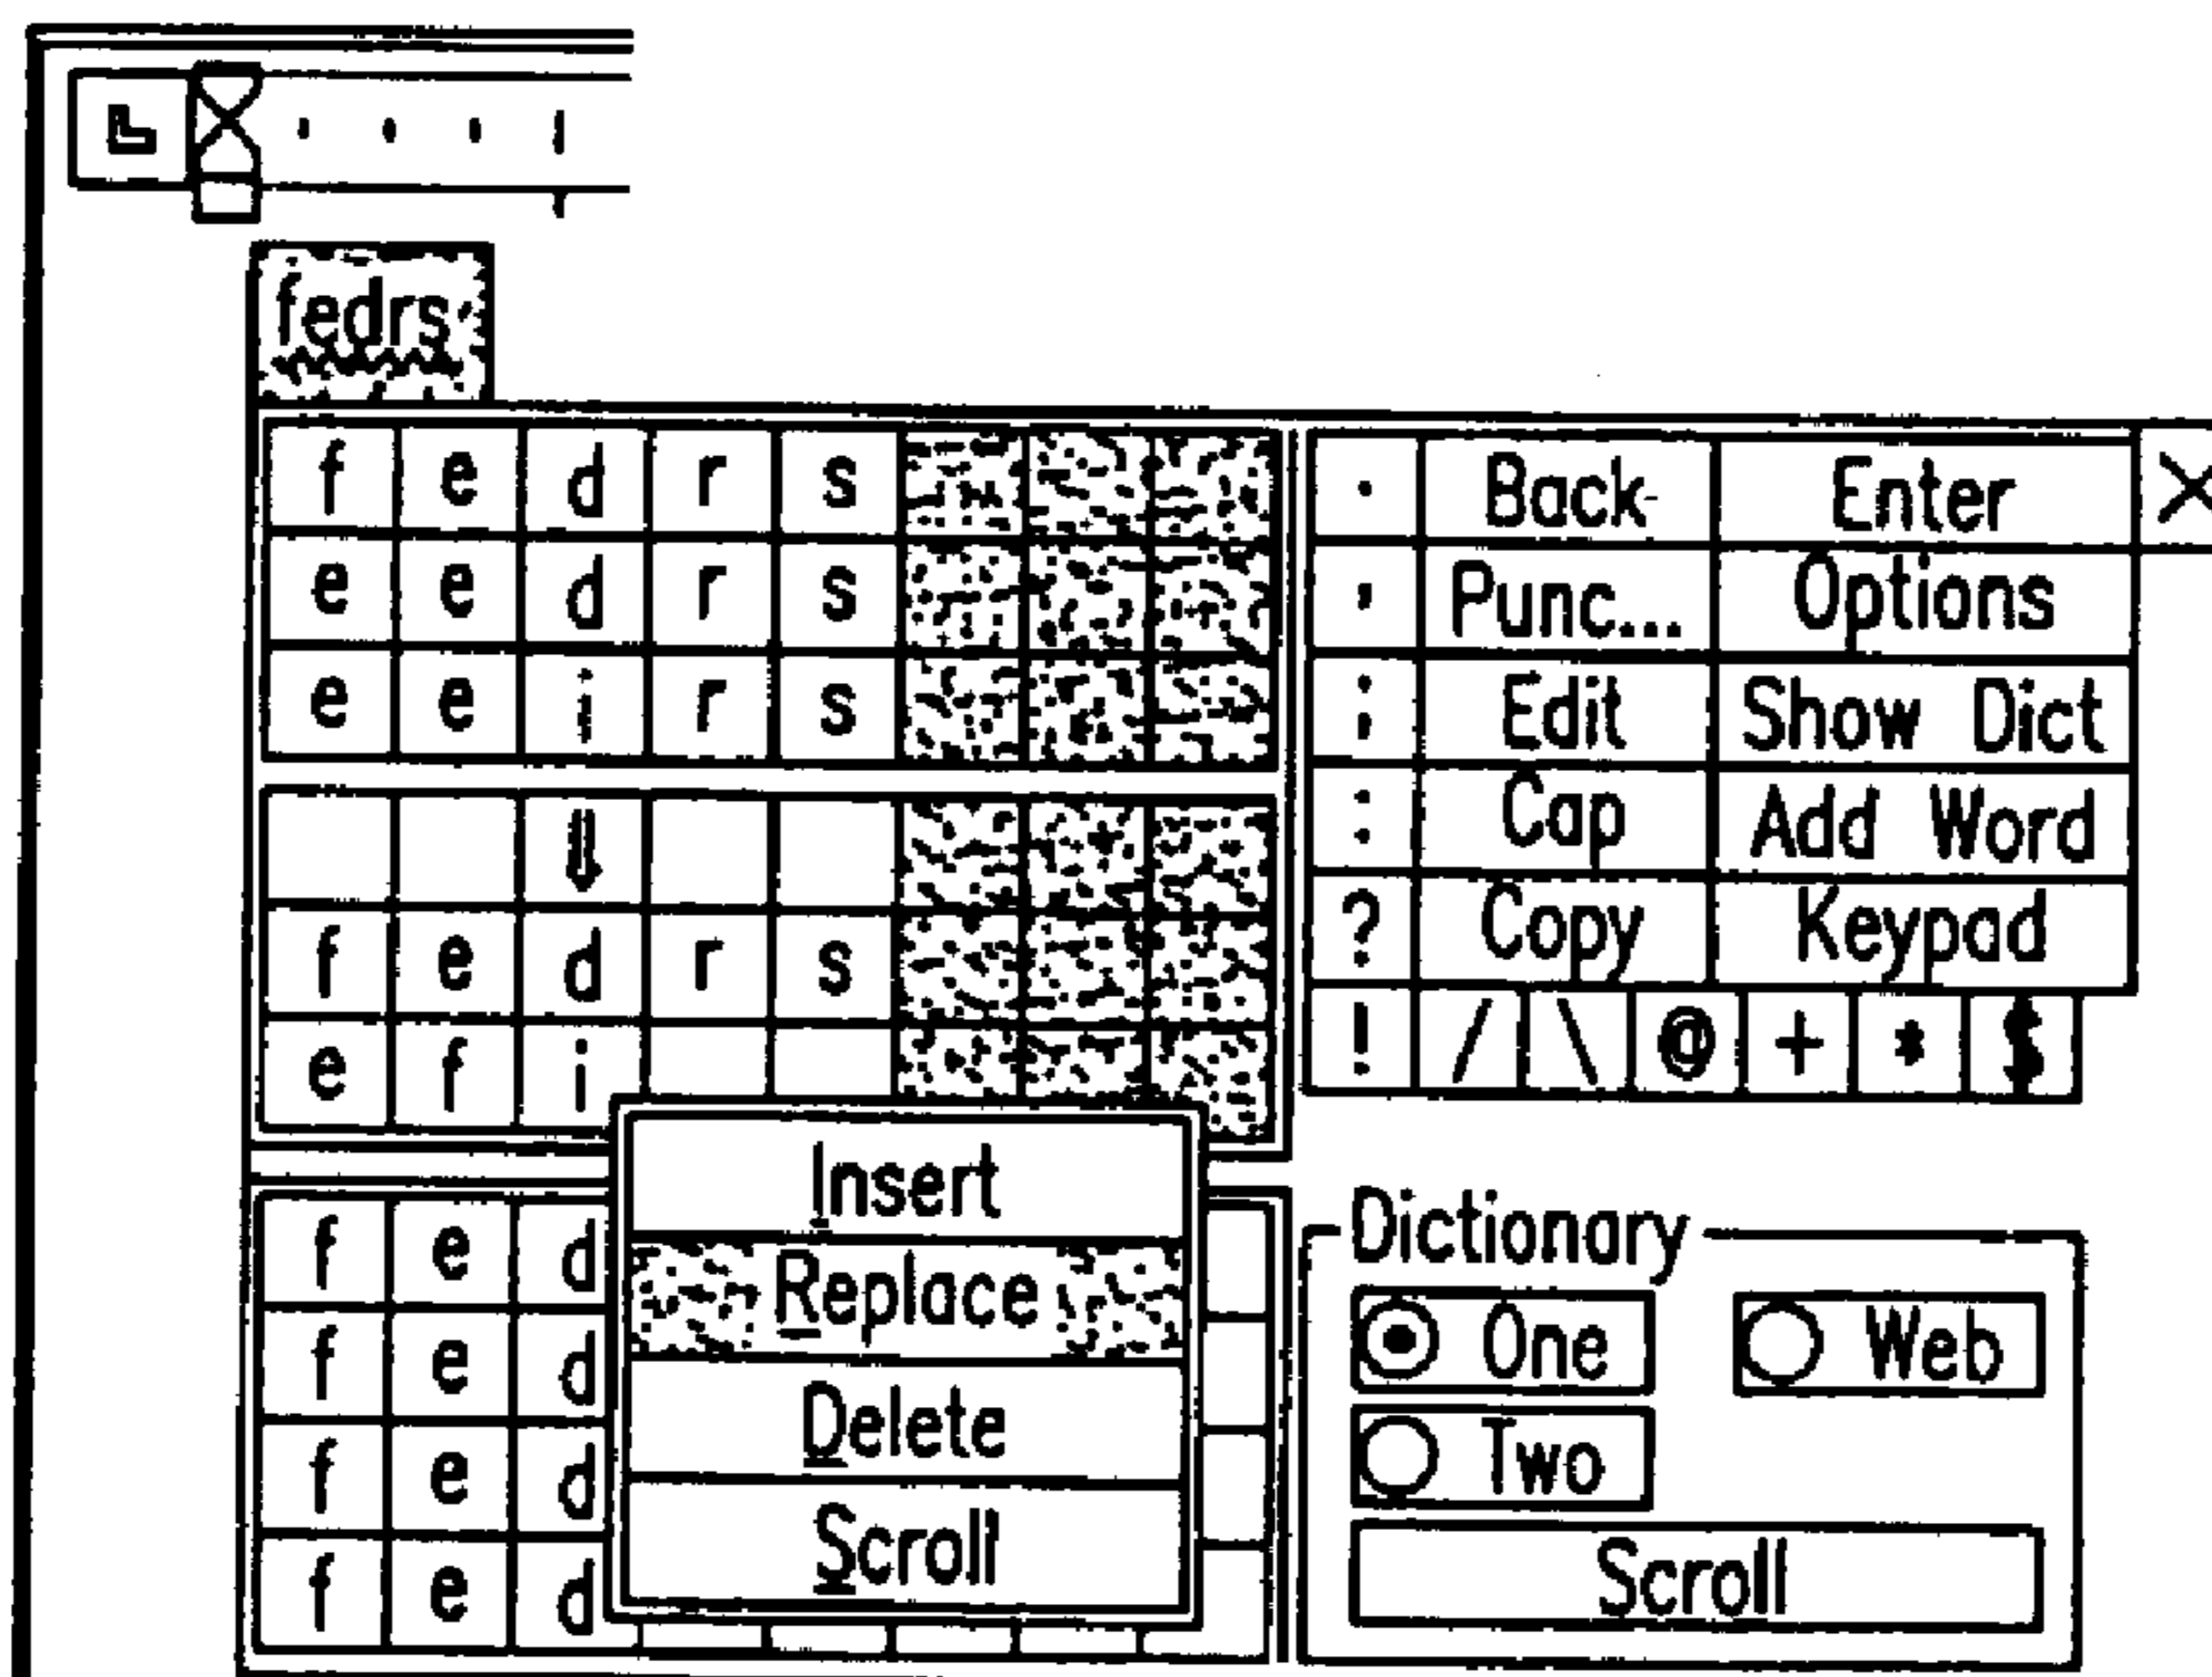 fedrs
f e d r s
e e d r s
e e i r s
⇓
f e d r s
e f i
f e d
f e d
f e d
f e d
Insert
Replace
Delete
Scroll
. Back Enter X
, Punc... Options
; Edit Show Dict
: Cap Add Word
? Copy Keypad
! / \ @ + * $
Dictionary
One Web
Two
Scroll